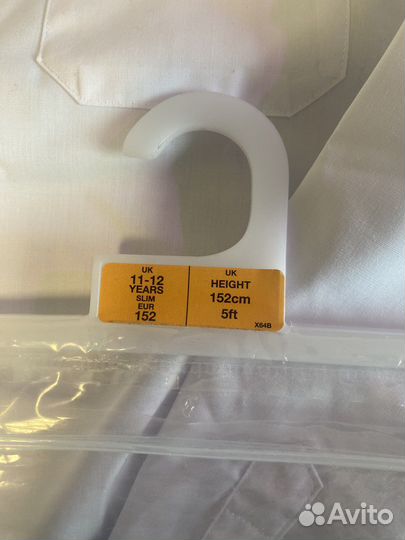 UK
11-12
YEARS
SLIM
EUR
152
UK
HEIGHT
152cm
5ft
X64B
Avito